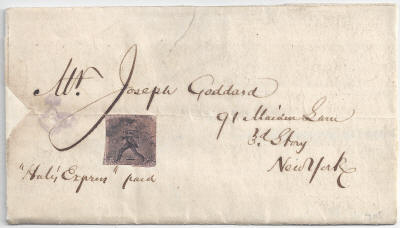 Mr. Joseph Goddard
91 Maiden Lane
3d. Story
New York
"Hale's Express" paid